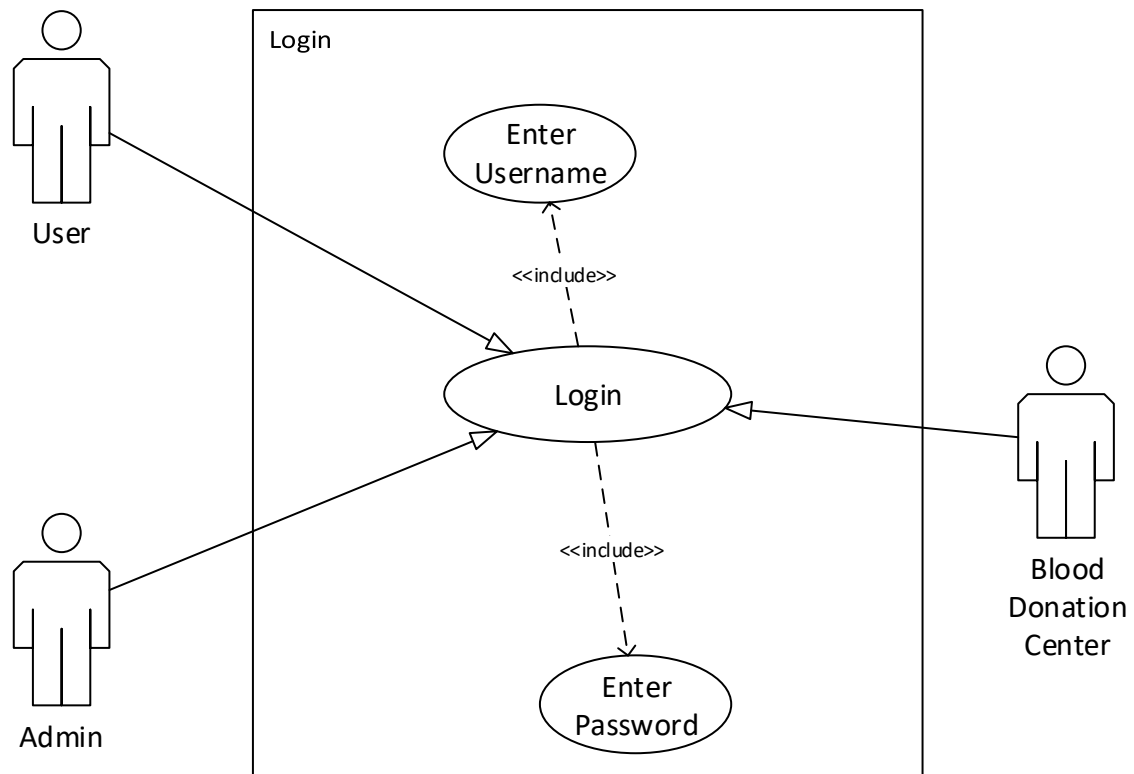 Login
Enter
Username
User
<<include>>
Login
<<include>>
Blood
Donation
Center
Enter
Password
Admin